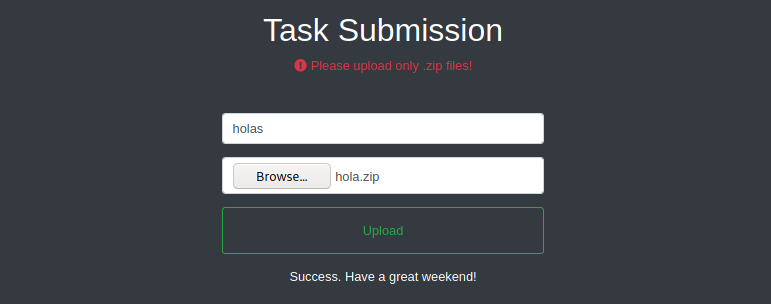 Task Submission
Please upload only .zip files!
holas
Browse... hola.zip
Upload
Success. Have a great weekend!